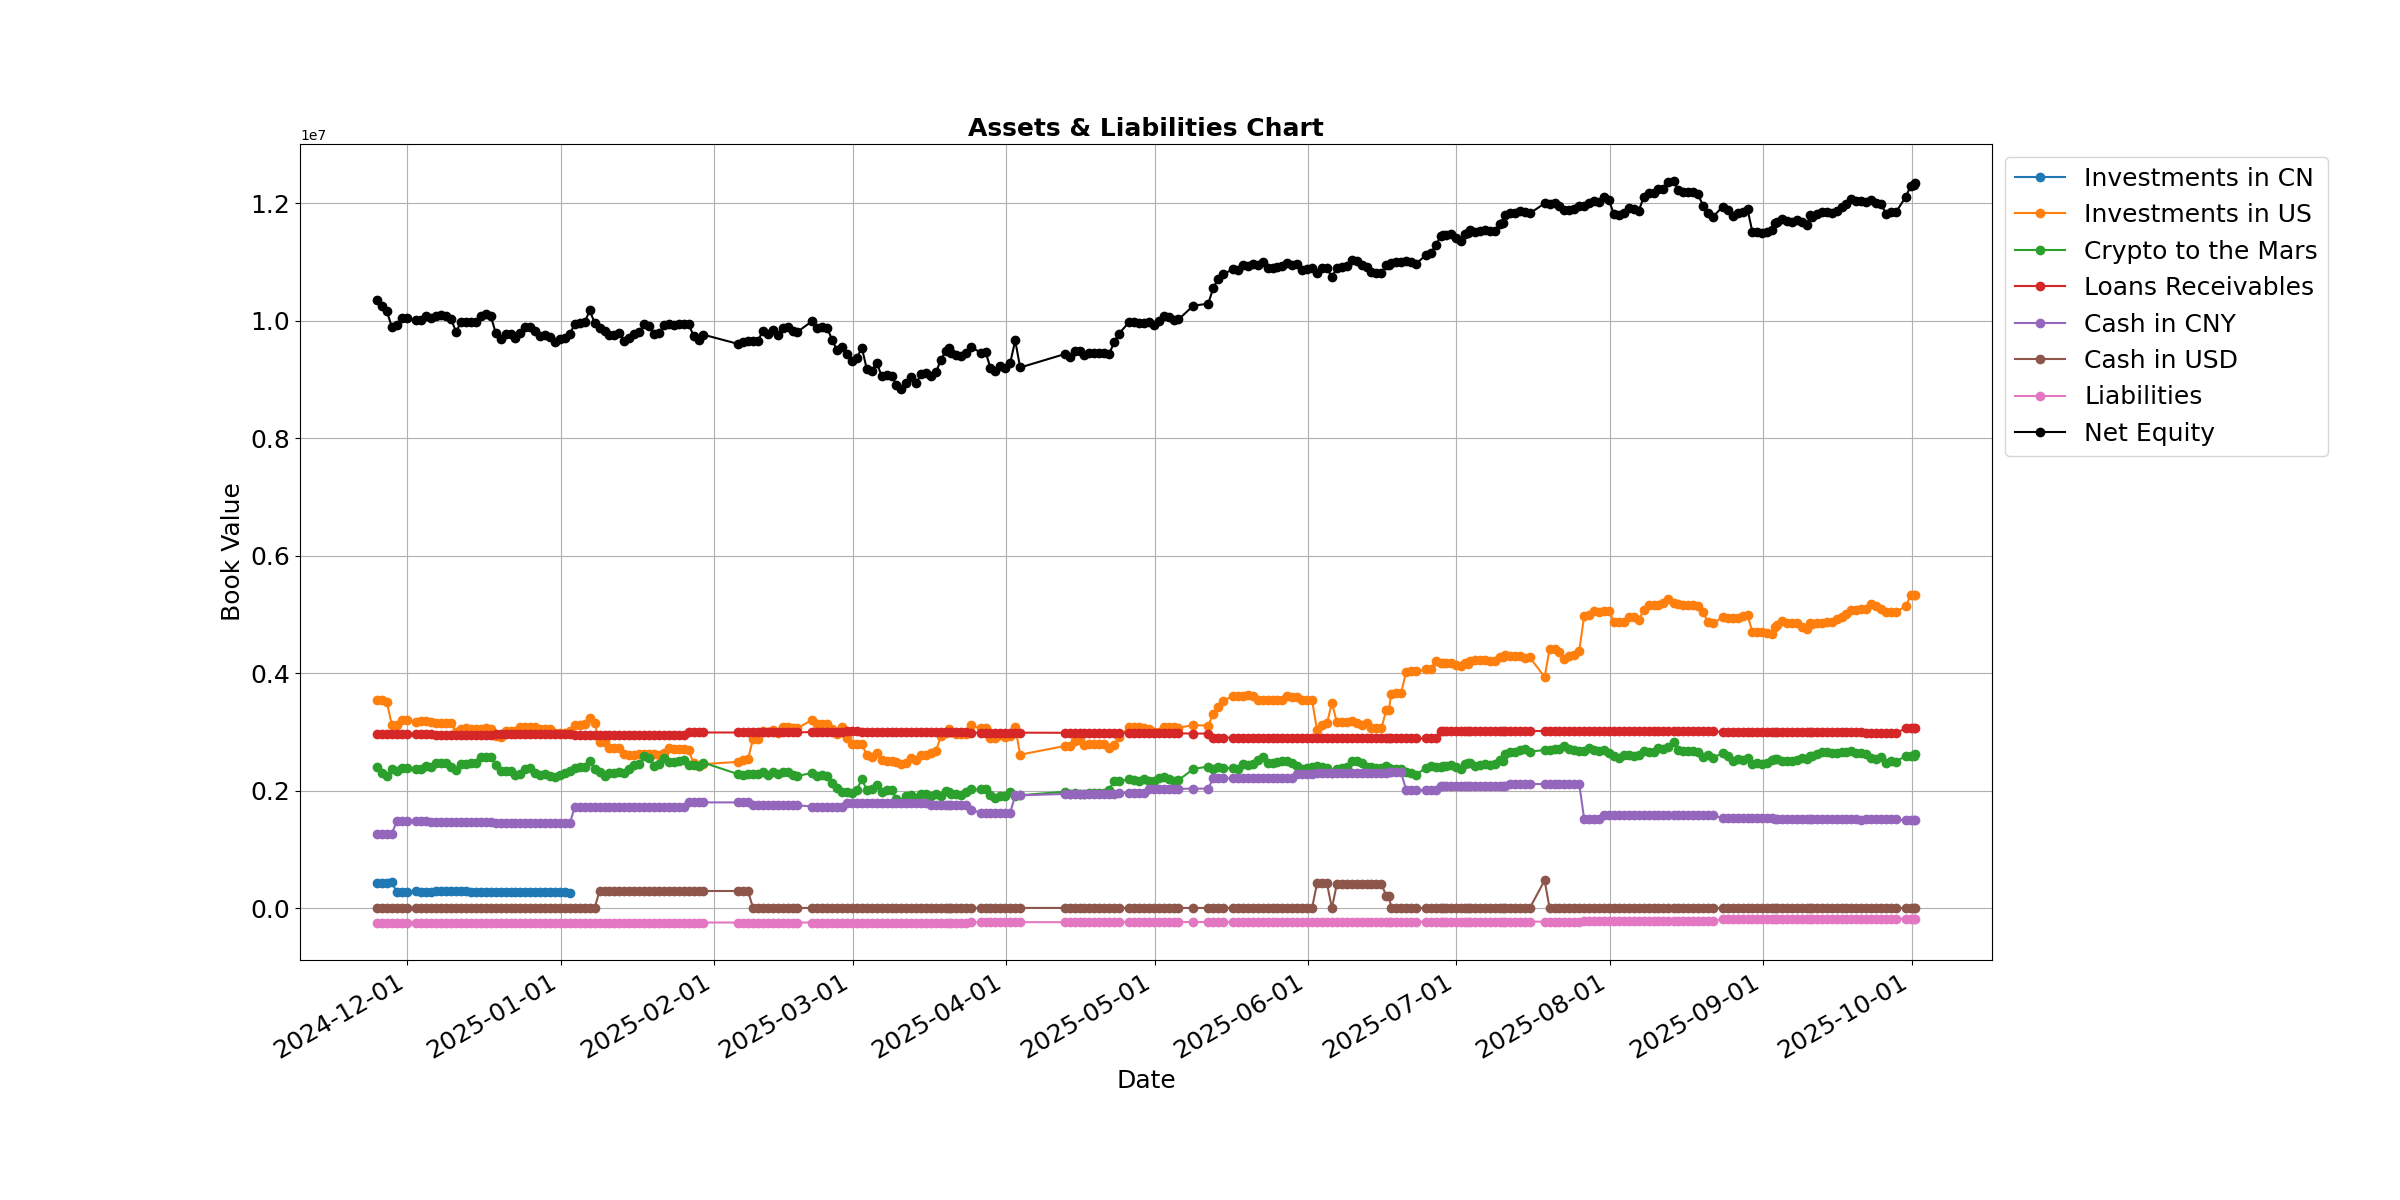 Assets & Liabilities Chart
1e7
1.2
1.0
0.8
0.6
0.4
0.2
0.0
Book Value
2024-12-01
2025-01-01
2025-02-01
2025-03-01
2025-04-01
2025-05-01
2025-06-01
2025-07-01
2025-08-01
2025-09-01
2025-10-01
Date
Investments in CN
Investments in US
Crypto to the Mars
Loans Receivables
Cash in CNY
Cash in USD
Liabilities
Net Equity